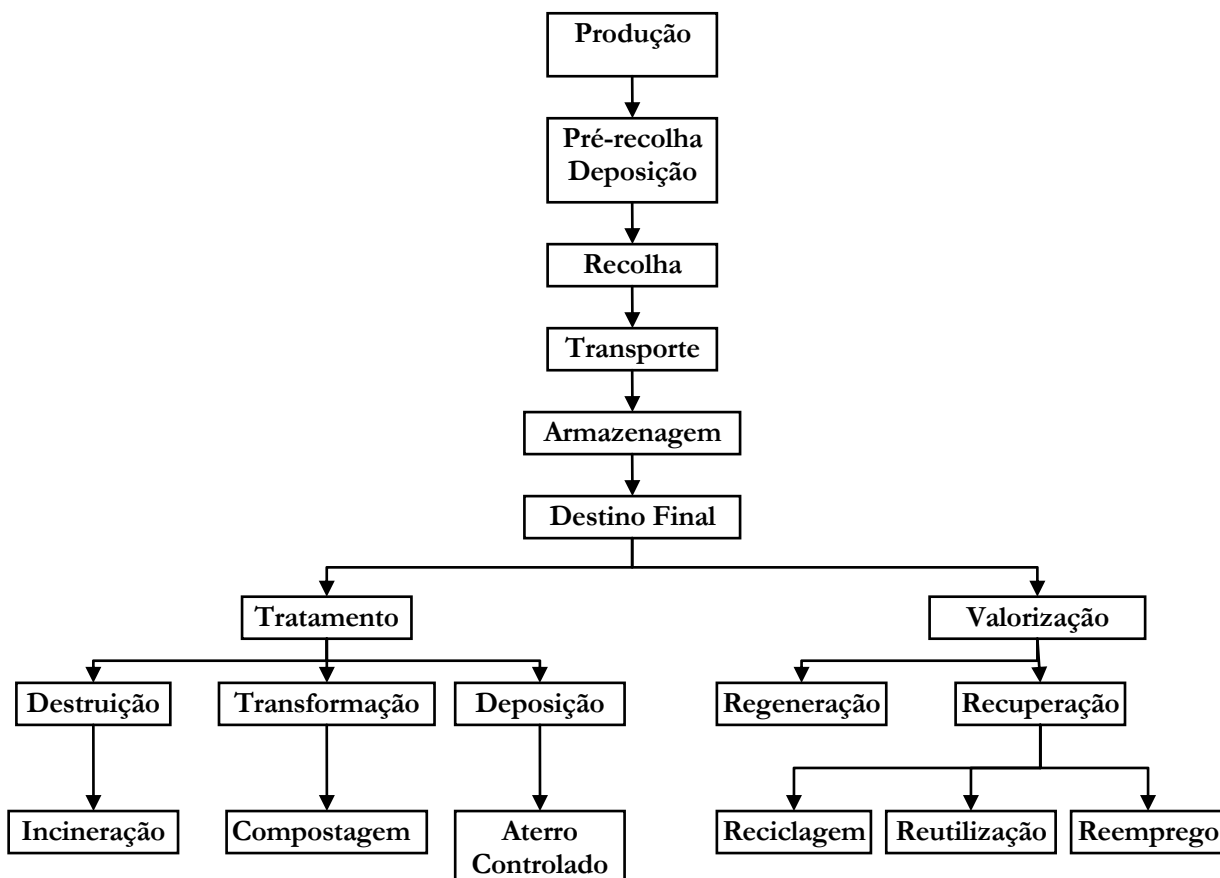 Produção
Pré-recolha
Deposição
Recolha
Transporte
Armazenagem
Destino Final
Tratamento
Valorização
Destruição
Transformação
Deposição
Regeneração
Recuperação
Incineração
Compostagem
Aterro
Controlado
Reciclagem
Reutilização
Reemprego